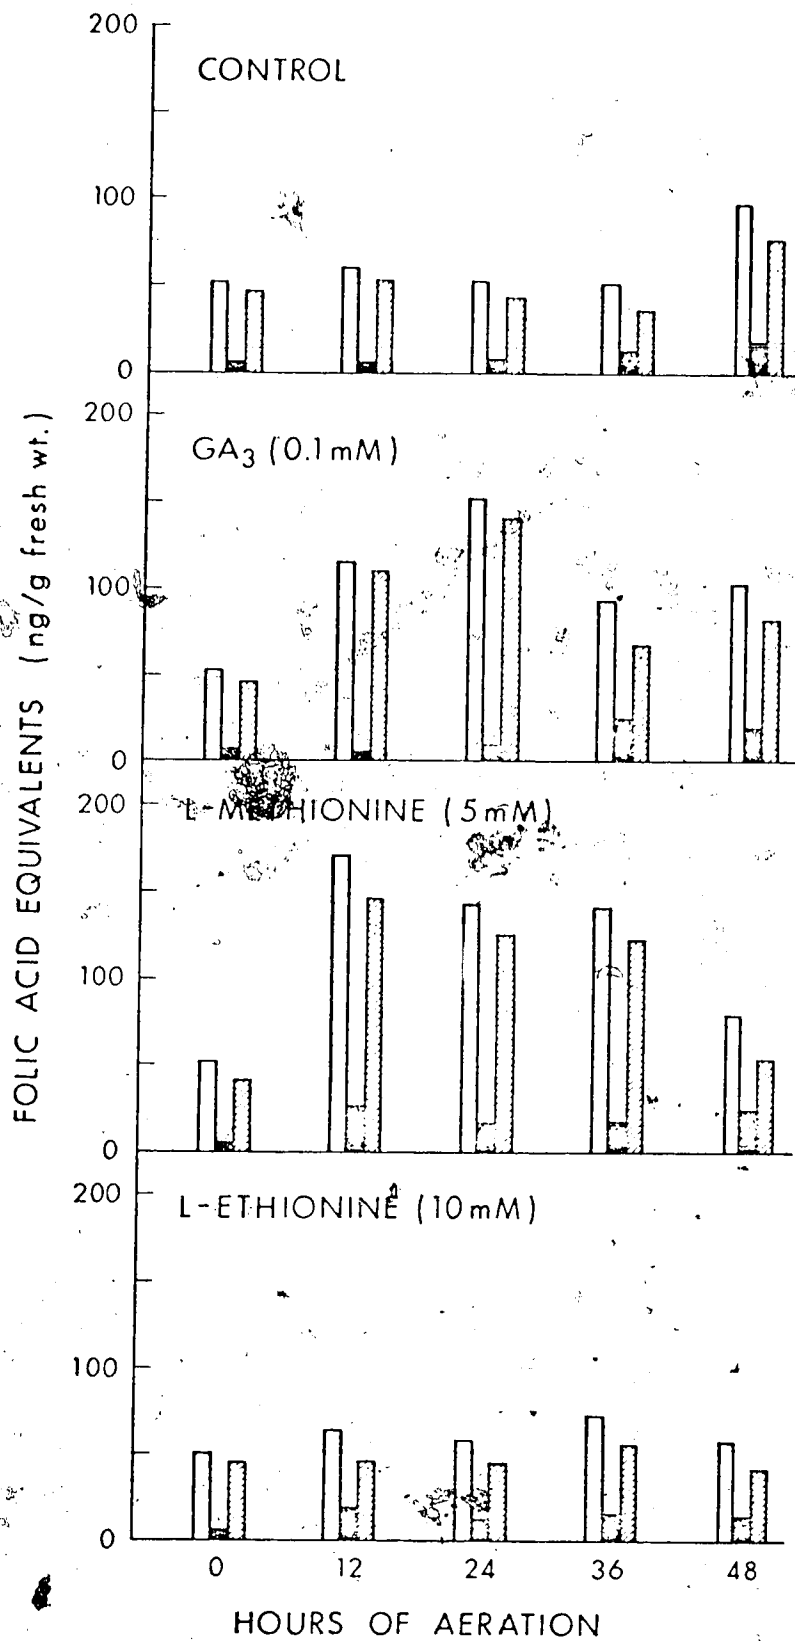 200
CONTROL
100
0
200
GA₃ (0.1 mM)
100
0
200
L-METHIONINE (5 mM)
100
0
200
L-ETHIONINE (10 mM)
100
0
0 12 24 36 48
HOURS OF AERATION
FOLIC ACID EQUIVALENTS (ng/g fresh wt.)